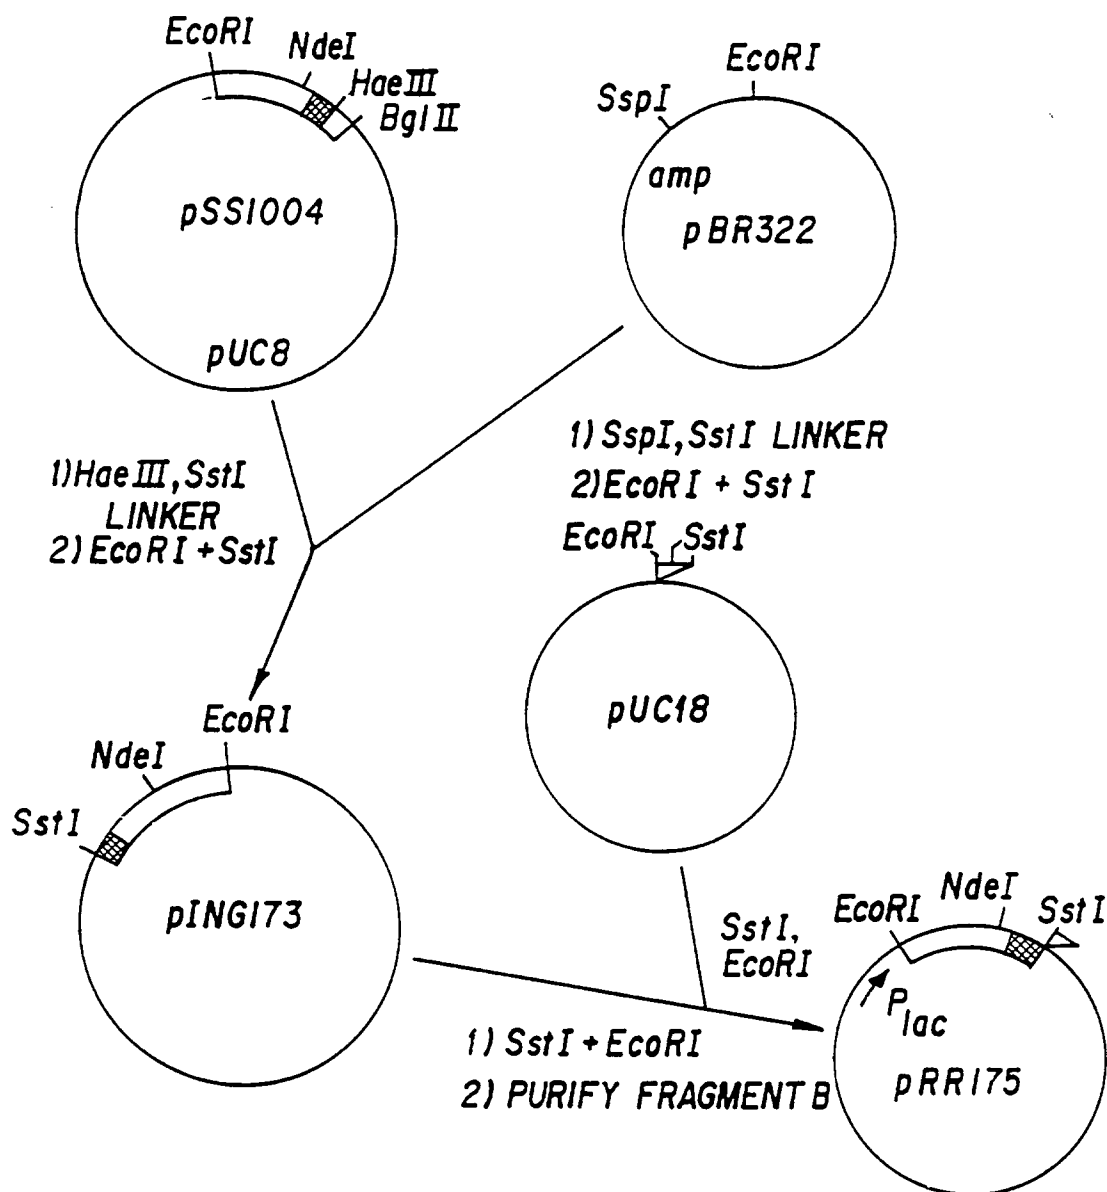 EcoRI
NdeI
HaeIII
BglII
pSS1004
pUC8
EcoRI
SspI
amp
pBR322
1)HaeIII,SstI
LINKER
2)EcoRI+SstI
1)SspI,SstI LINKER
2)EcoRI + SstI
EcoRI
SstI
pUC18
EcoRI
NdeI
SstI
pING173
SstI,
EcoRI
1) SstI+EcoRI
2) PURIFY FRAGMENT B
EcoRI
NdeI
SstI
Plac
pRR175